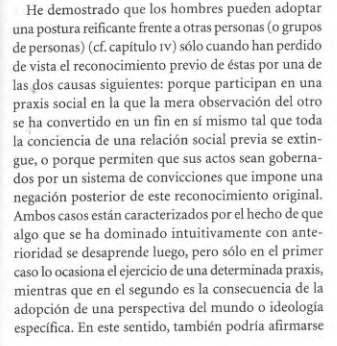 He demostrado que los hombres pueden adoptar
una postura reificante frente a otras personas (o grupos
de personas) (cf. capítulo IV) sólo cuando han perdido
de vista el reconocimiento previo de éstas por una de
las dos causas siguientes: porque participan en una
praxis social en la que la mera observación del otro
se ha convertido en un fin en sí mismo tal que toda
la conciencia de una relación social previa se extin-
gue, o porque permiten que sus actos sean goberna-
dos por un sistema de convicciones que impone una
negación posterior de este reconocimiento original.
Ambos casos están caracterizados por el hecho de que
algo que se ha dominado intuitivamente con ante-
rioridad se desaprende luego, pero sólo en el primer
caso lo ocasiona el ejercicio de una determinada praxis,
mientras que en el segundo es la consecuencia de la
adopción de una perspectiva del mundo o ideología
específica. En este sentido, también podría afirmarse